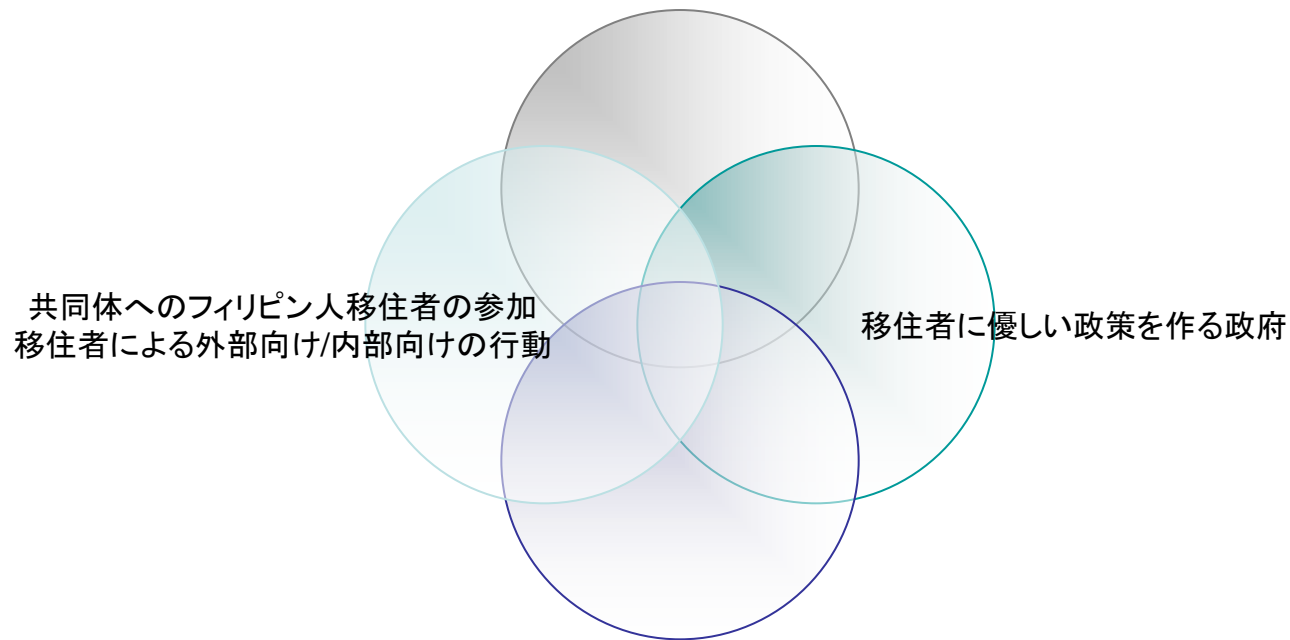 共同体へのフィリピン人移住者の参加
移住者による外部向け/内部向けの行動
移住者に優しい政策を作る政府